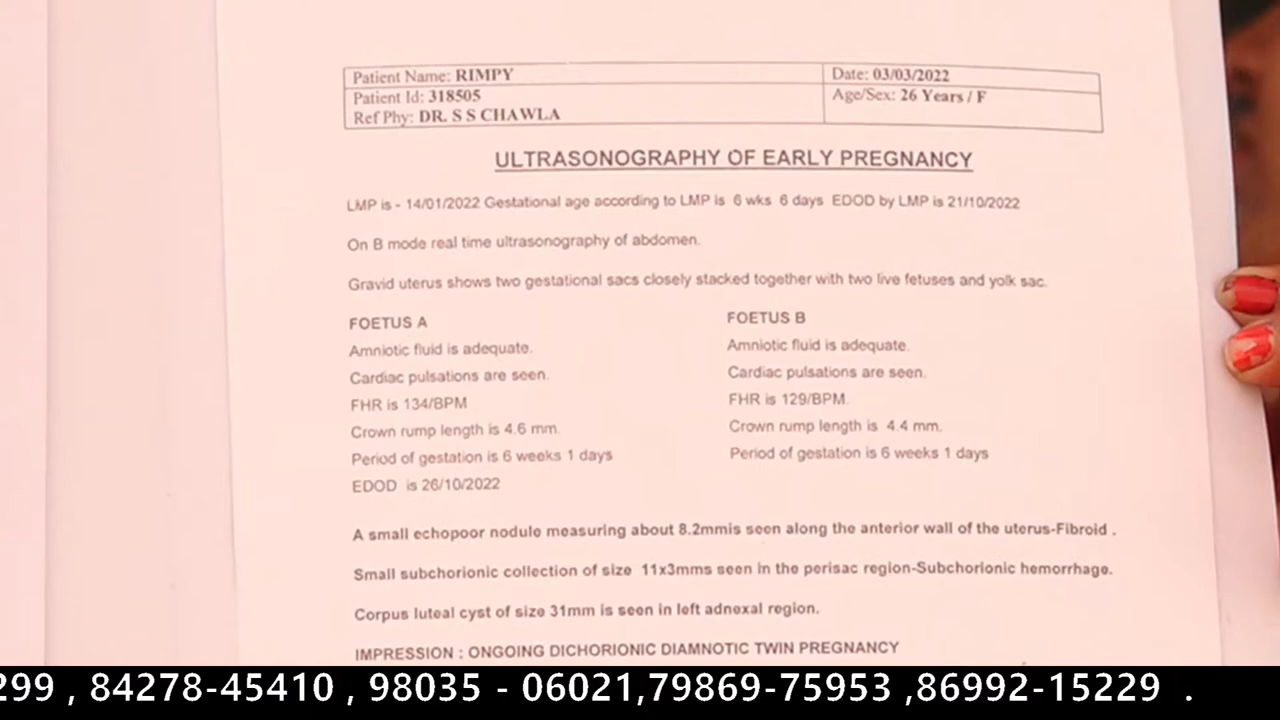 Patient Name: RIMPY
Date: 03/03/2022
Patient Id: 318505
Age/Sex: 26 Years / F
Ref Phy: DR. S S CHAWLA
ULTRASONOGRAPHY OF EARLY PREGNANCY
LMP is - 14/01/2022 Gestational age according to LMP is 6 wks 6 days EDOD by LMP is 21/10/2022
On B mode real time ultrasonography of abdomen.
Gravid uterus shows two gestational sacs closely stacked together with two live fetuses and yolk sac.
FOETUS A
Amniotic fluid is adequate.
Cardiac pulsations are seen.
FHR is 134/BPM
Crown rump length is 4.6 mm.
Period of gestation is 6 weeks 1 days
EDOD is 26/10/2022
FOETUS B
Amniotic fluid is adequate.
Cardiac pulsations are seen.
FHR is 129/BPM.
Crown rump length is 4.4 mm.
Period of gestation is 6 weeks 1 days
A small echopoor nodule measuring about 8.2mmis seen along the anterior wall of the uterus-Fibroid .
Small subchorionic collection of size 11x3mms seen in the perisac region-Subchorionic hemorrhage.
Corpus luteal cyst of size 31mm is seen in left adnexal region.
IMPRESSION : ONGOING DICHORIONIC DIAMNOTIC TWIN PREGNANCY
299 , 84278-45410 , 98035 - 06021,79869-75953 ,86992-15229 .